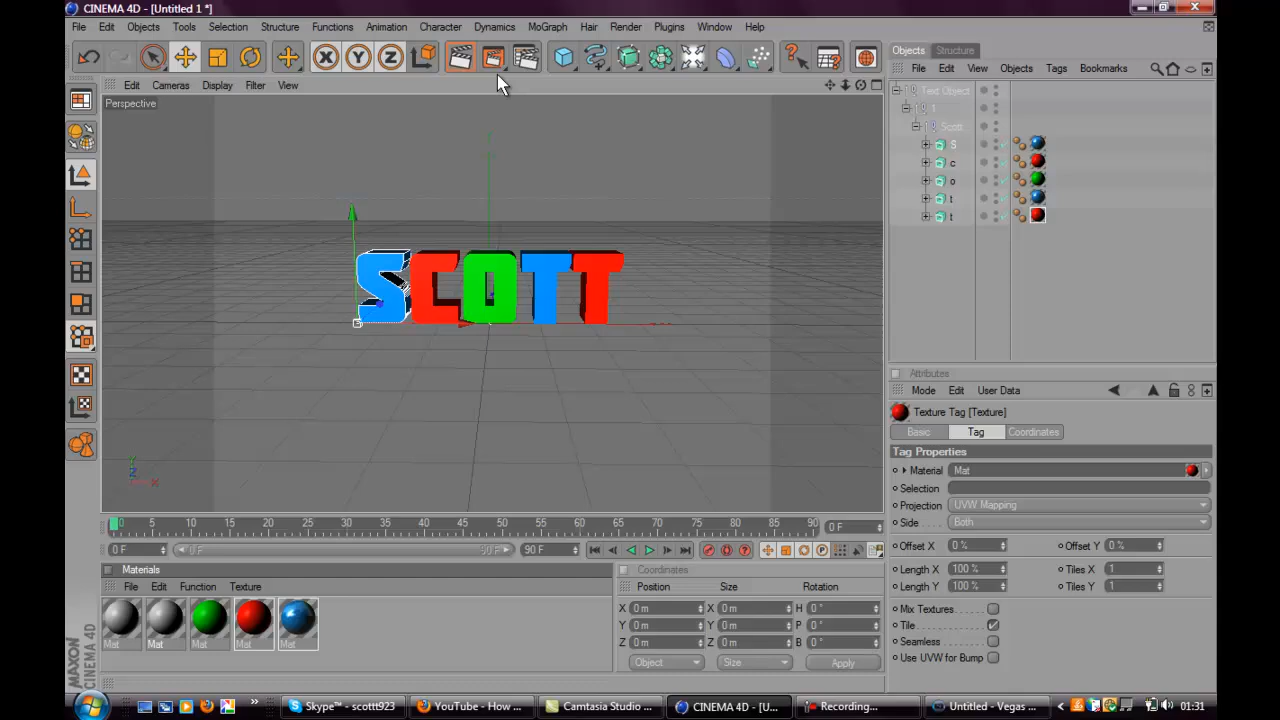 CINEMA 4D - [Untitled 1 *]
File Edit Objects Tools Selection Structure Functions Animation Character Dynamics MoGraph Hair Render Plugins Window Help
X Y Z
Objects Structure
File Edit View Objects Tags Bookmarks
Edit Cameras Display Filter View
Perspective
Text Object
1
Scott
S
c
o
t
t
SCOTT
Y
Z
X
Attributes
Mode Edit User Data
Texture Tag [Texture]
Basic Tag Coordinates
Tag Properties
Material Mat
Selection
Projection UVW Mapping
Side Both
Offset X 0 % Offset Y 0 %
Length X 100 % Tiles X 1
Length Y 100 % Tiles Y 1
Mix Textures
Tile
Seamless
Use UVW for Bump
0 5 10 15 20 25 30 35 40 45 50 55 60 65 70 75 80 85 90 0 F
0 F 0 F 90 F 90 F
Materials
File Edit Function Texture
Mat Mat Mat Mat Mat
Coordinates
Position Size Rotation
X 0 m X 0 m H 0 °
Y 0 m Y 0 m P 0 °
Z 0 m Z 0 m B 0 °
Object Size Apply
MAXON
CINEMA 4D
Skype™ - scottt923
YouTube - How ...
Camtasia Studio ...
CINEMA 4D - [U...
Recording...
Untitled - Vegas ...
01:31